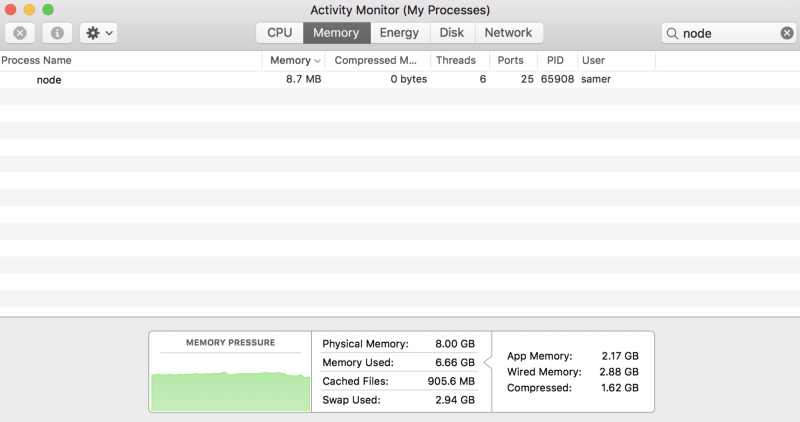 Activity Monitor (My Processes)
CPU Memory Energy Disk Network node
Process Name Memory Compressed M... Threads Ports PID User
node 8.7 MB 0 bytes 6 25 65908 samer
MEMORY PRESSURE
Physical Memory: 8.00 GB
Memory Used: 6.66 GB
Cached Files: 905.6 MB
Swap Used: 2.94 GB
App Memory: 2.17 GB
Wired Memory: 2.88 GB
Compressed: 1.62 GB